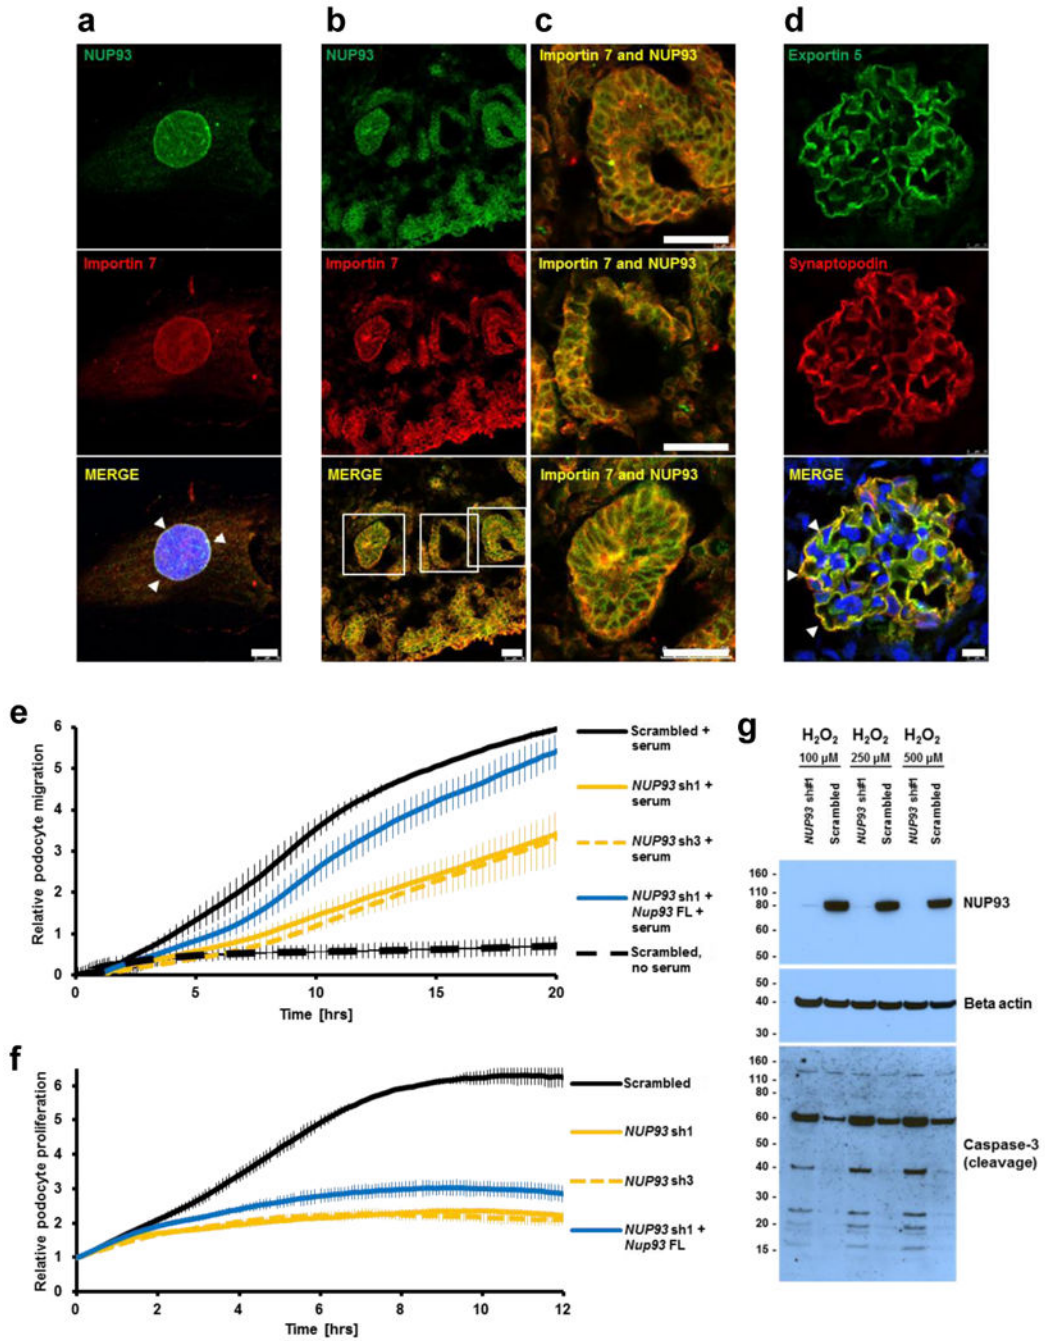 a
b
c
d
NUP93
NUP93
Importin 7 and NUP93
Exportin 5
Importin 7
Importin 7
Importin 7 and NUP93
Synaptopodin
MERGE
MERGE
Importin 7 and NUP93
MERGE
e
Relative podocyte migration
6
5
4
3
2
1
0
0
5
10
15
20
Time [hrs]
Scrambled +
serum
NUP93 sh1 +
serum
NUP93 sh3 +
serum
NUP93 sh1 +
Nup93 FL +
serum
Scrambled,
no serum
f
Relative podocyte proliferation
6
5
4
3
2
1
0
0
2
4
6
8
10
12
Time [hrs]
Scrambled
NUP93 sh1
NUP93 sh3
NUP93 sh1 +
Nup93 FL
g
H₂O₂ H₂O₂ H₂O₂
100 µM 250 µM 500 µM
NUP93 sh#1
Scrambled
NUP93 sh#1
Scrambled
NUP93 sh#1
Scrambled
160 -
110 -
80 -
60 -
50 -
NUP93
50 -
40 -
30 -
Beta actin
160 -
110 -
80 -
60 -
50 -
40 -
30 -
20 -
15 -
Caspase-3
(cleavage)